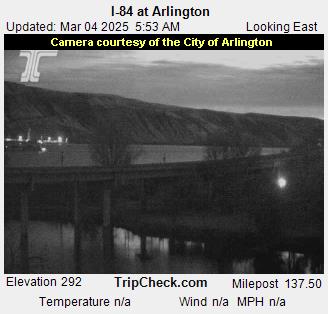 I-84 at Arlington
Updated: Mar 04 2025 5:53 AM Looking East
Camera courtesy of the City of Arlington
Elevation 292 TripCheck.com Milepost 137.50
Temperature n/a Wind n/a MPH n/a